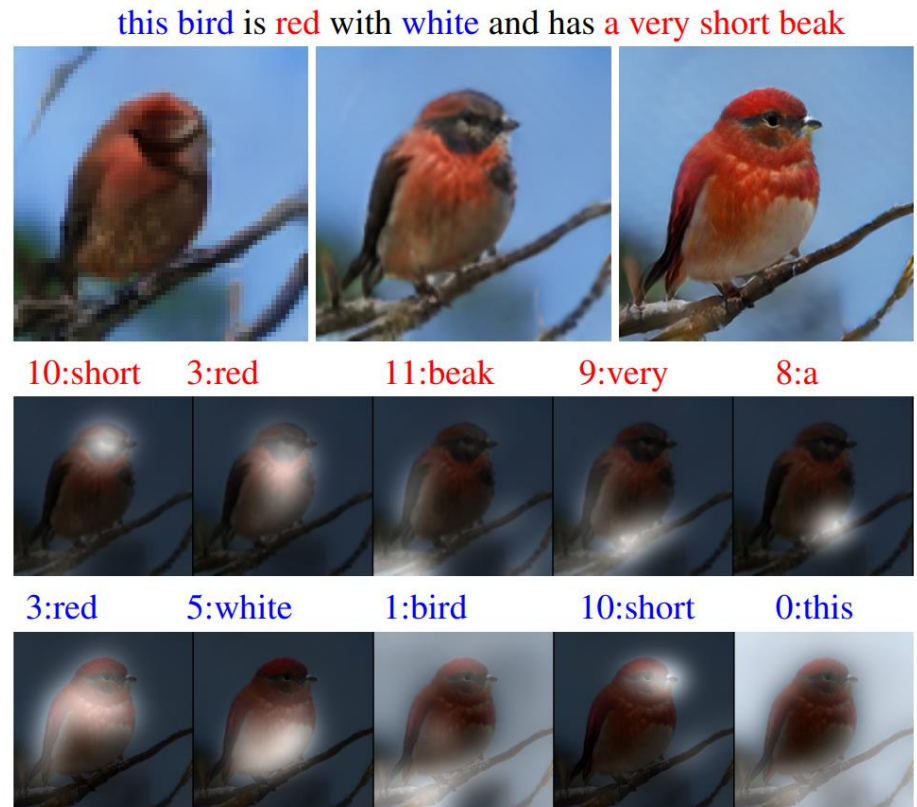 this bird is red with white and has a very short beak
10:short 3:red 11:beak 9:very 8:a
3:red 5:white 1:bird 10:short 0:this